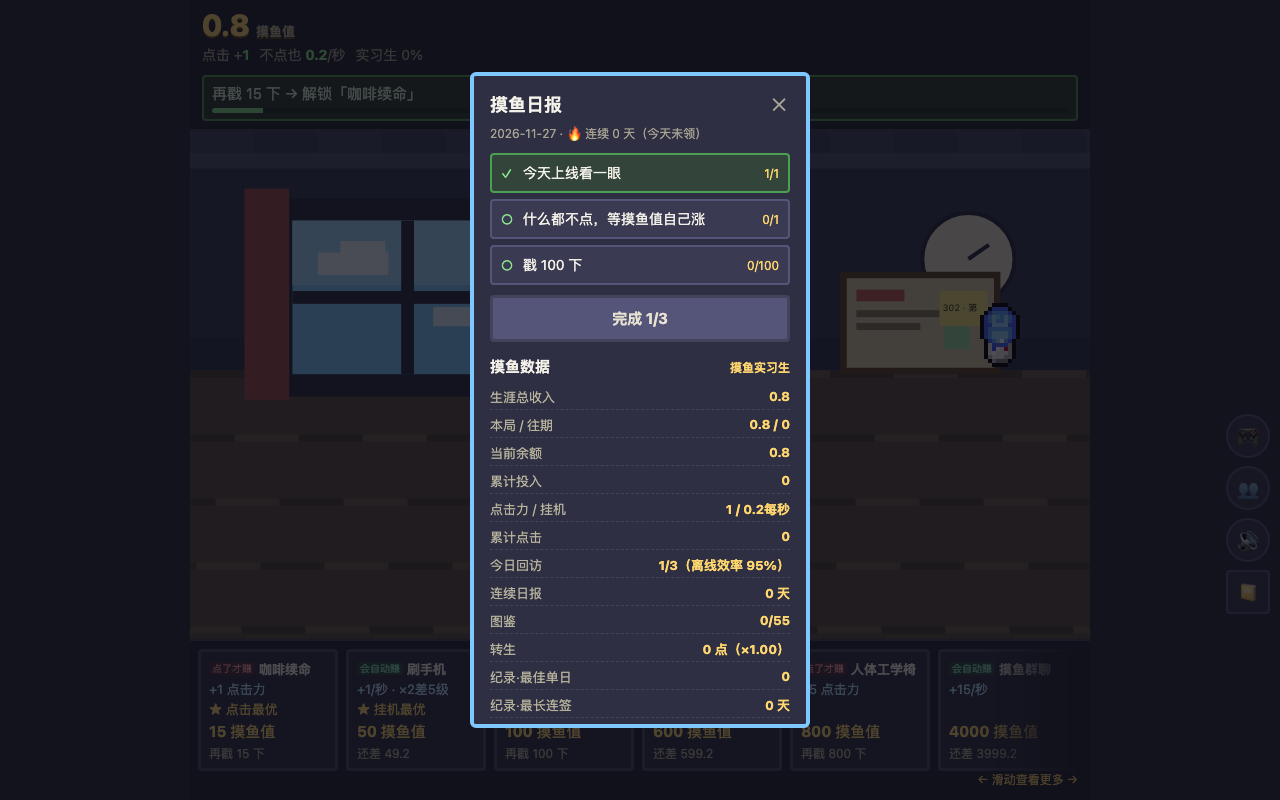 0.8 摸鱼值
点击 +1 不点也 0.2/秒 实习生 0%
再戳 15 下 → 解锁「咖啡续命」
摸鱼日报
2026-11-27 · 🔥 连续 0 天（今天未领）
今天上线看一眼 1/1
什么都不点，等摸鱼值自己涨 0/1
戳 100 下 0/100
完成 1/3
摸鱼数据 摸鱼实习生
生涯总收入 0.8
本局 / 往期 0.8 / 0
当前余额 0.8
累计投入 0
点击力 / 挂机 1 / 0.2每秒
累计点击 0
今日回访 1/3（离线效率 95%）
连续日报 0 天
图鉴 0/55
转生 0 点（×1.00）
纪录·最佳单日 0
纪录·最长连签 0 天
302 · 第
点了才赚 咖啡续命
+1 点击力
★ 点击最优
15 摸鱼值
再戳 15 下
会自动赚 刷手机
+1/秒 · ×2差5级
★ 挂机最优
50 摸鱼值
还差 49.2
100 摸鱼值
再戳 100 下
600 摸鱼值
还差 599.2
点了才赚 人体工学椅
5 点击力
800 摸鱼值
再戳 800 下
会自动赚 摸鱼群聊
+15/秒
4000 摸鱼值
还差 3999.2
← 滑动查看更多 →